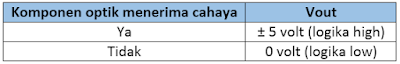 Komponen optik menerima cahaya Vout
Ya ± 5 volt (logika high)
Tidak 0 volt (logika low)